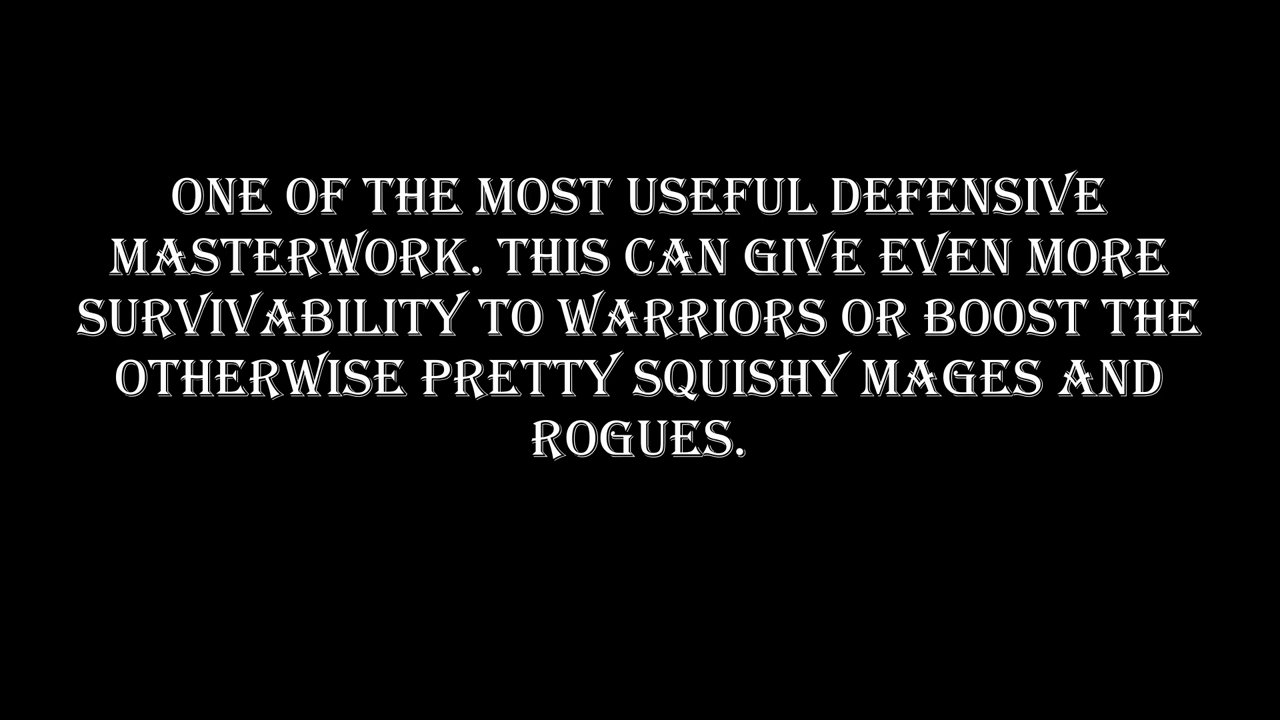 ONE OF THE MOST USEFUL DEFENSIVE
MASTERWORK. THIS CAN GIVE EVEN MORE
SURVIVABILITY TO WARRIORS OR BOOST THE
OTHERWISE PRETTY SQUISHY MAGES AND
ROGUES.